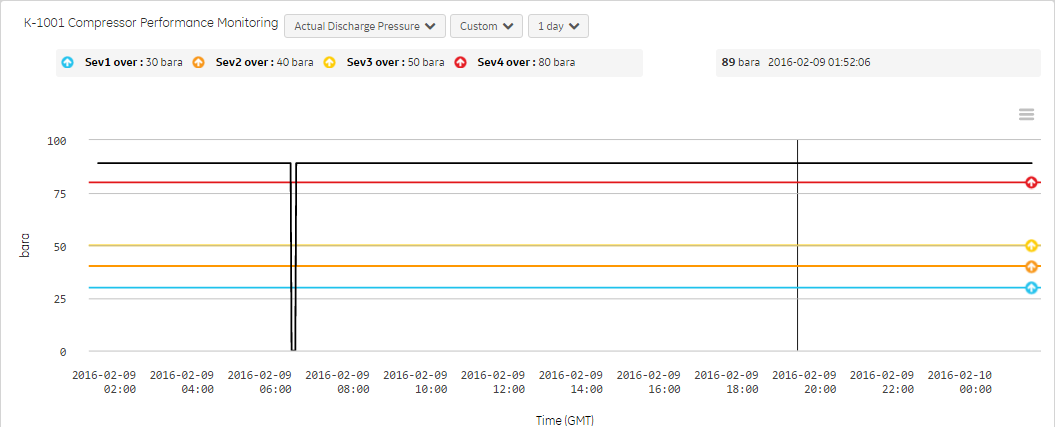 K-1001 Compressor Performance Monitoring Actual Discharge Pressure Custom 1 day
Sev1 over : 30 bara Sev2 over : 40 bara Sev3 over : 50 bara Sev4 over : 80 bara 89 bara 2016-02-09 01:52:06
100
75
50
25
0
bara
2016-02-09 2016-02-09 2016-02-09 2016-02-09 2016-02-09 2016-02-09 2016-02-09 2016-02-09 2016-02-09 2016-02-09 2016-02-09 2016-02-10
02:00 04:00 06:00 08:00 10:00 12:00 14:00 16:00 18:00 20:00 22:00 00:00
Time (GMT)